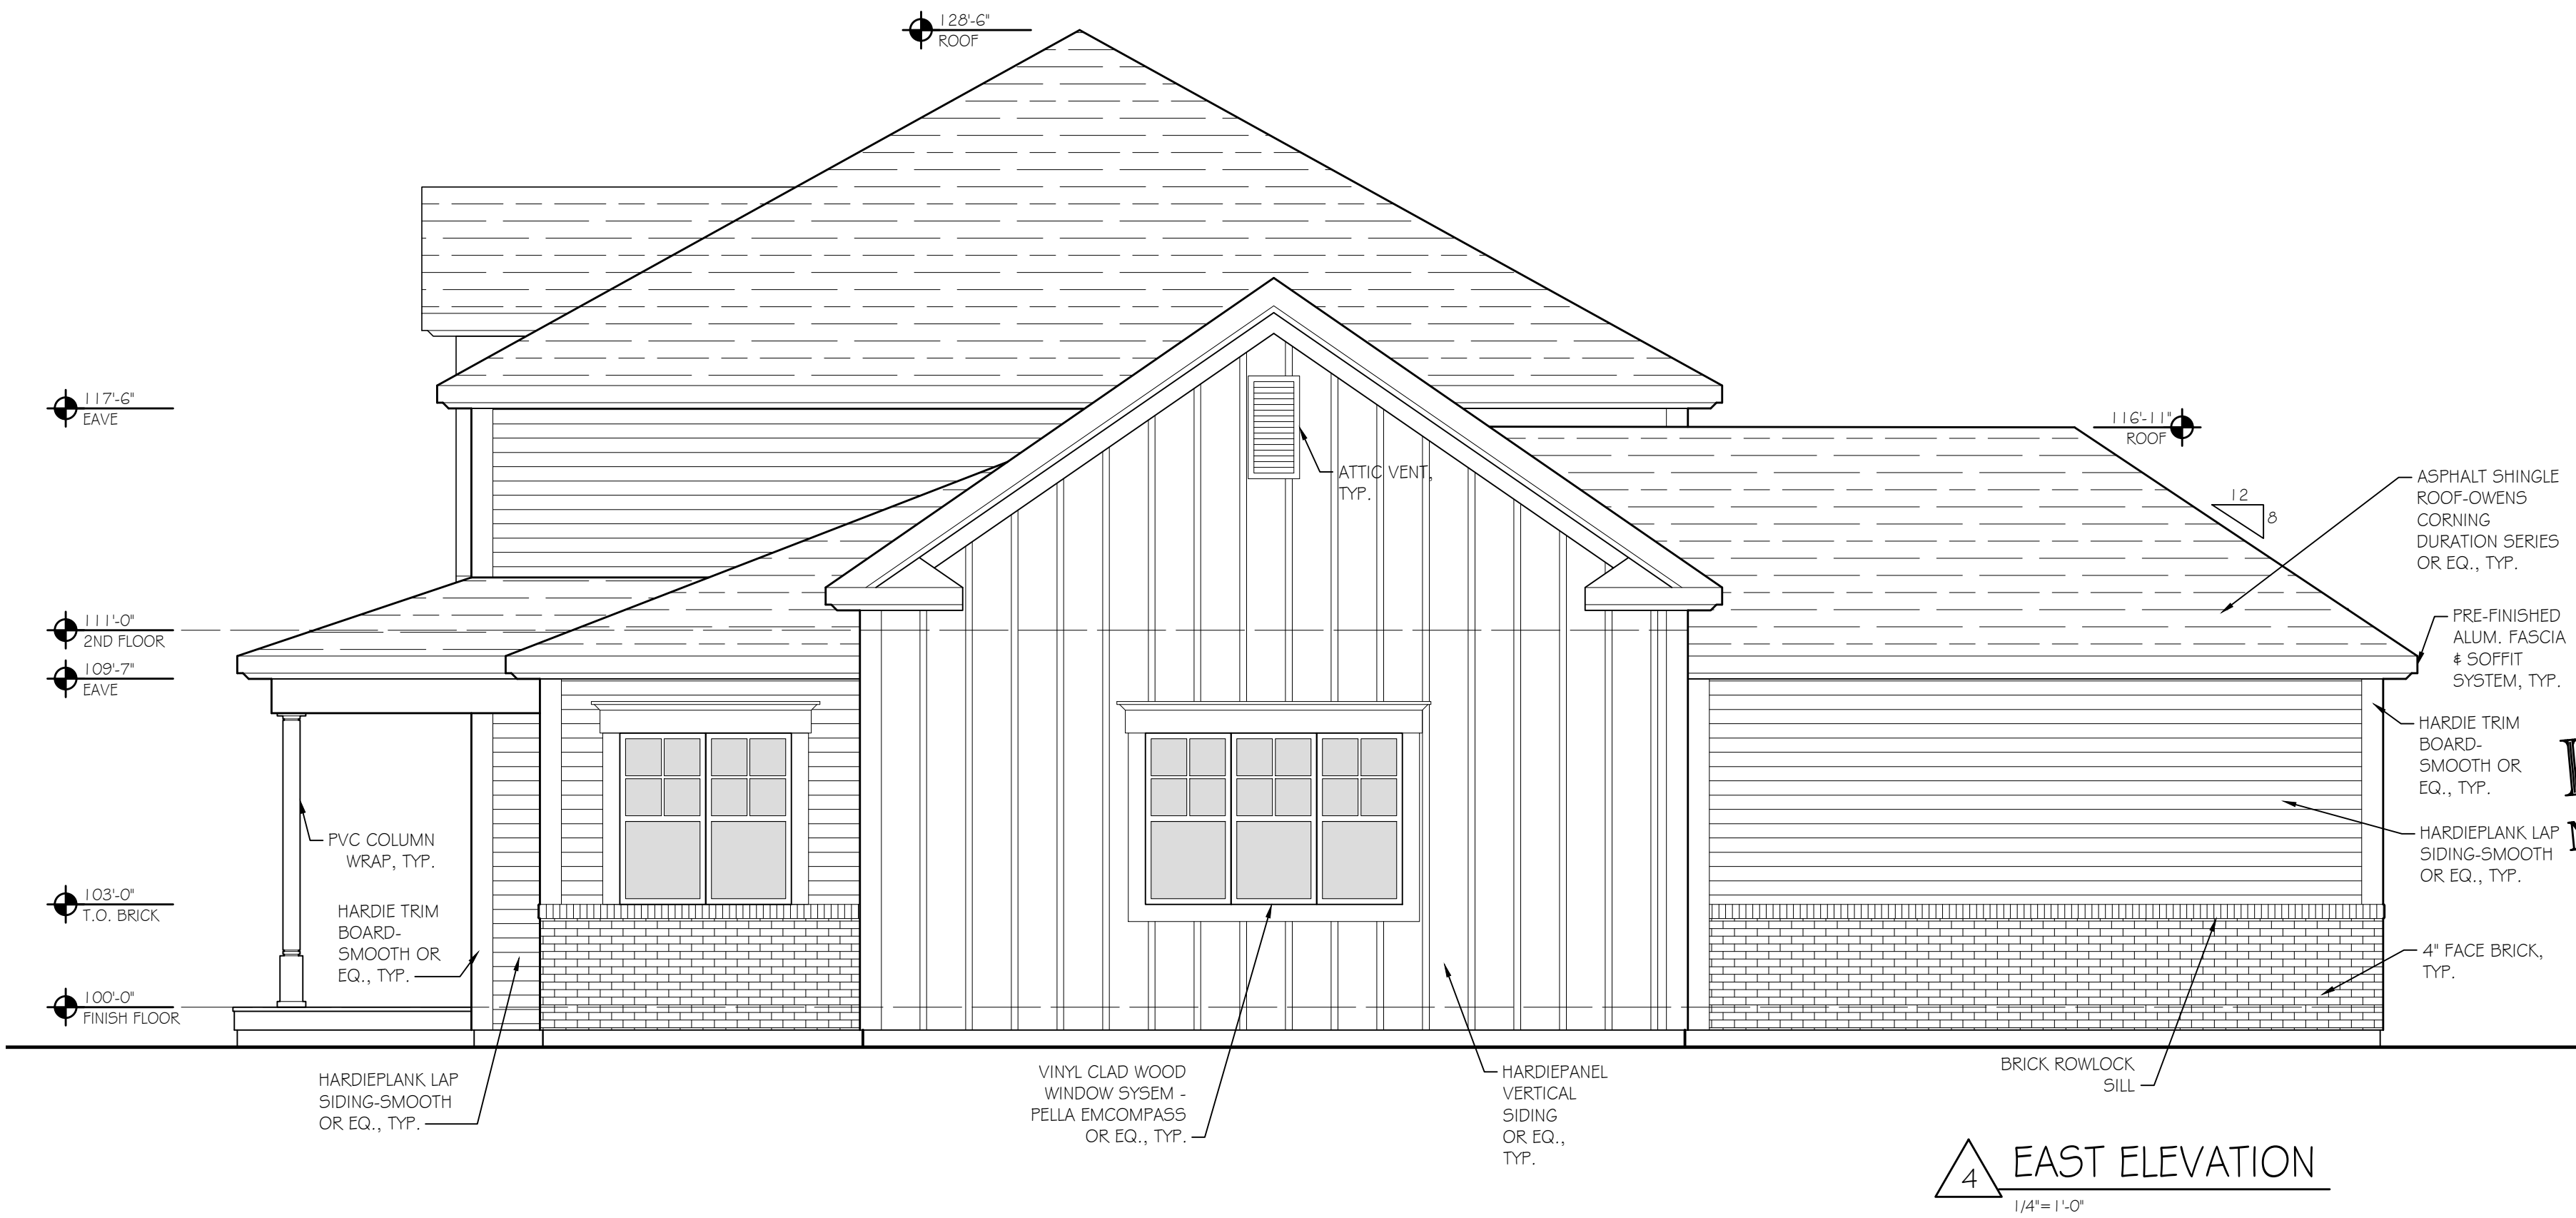 128'-6"
ROOF
117'-6"
EAVE
116'-11"
ROOF
ATTIC VENT,
TYP.
12
8
ASPHALT SHINGLE
ROOF-OWENS
CORNING
DURATION SERIES
OR EQ., TYP.
111'-0"
2ND FLOOR
109'-7"
EAVE
PRE-FINISHED
ALUM. FASCIA
& SOFFIT
SYSTEM, TYP.
HARDIE TRIM
BOARD-
SMOOTH OR
EQ., TYP.
PVC COLUMN
WRAP, TYP.
HARDIEPLANK LAP
SIDING-SMOOTH
OR EQ., TYP.
103'-0"
T.O. BRICK
HARDIE TRIM
BOARD-
SMOOTH OR
EQ., TYP.
4" FACE BRICK,
TYP.
100'-0"
FINISH FLOOR
HARDIEPLANK LAP
SIDING-SMOOTH
OR EQ., TYP.
VINYL CLAD WOOD
WINDOW SYSEM -
PELLA EMCOMPASS
OR EQ., TYP.
HARDIEPANEL
VERTICAL
SIDING
OR EQ.,
TYP.
BRICK ROWLOCK
SILL
4
EAST ELEVATION
1/4"=1'-0"